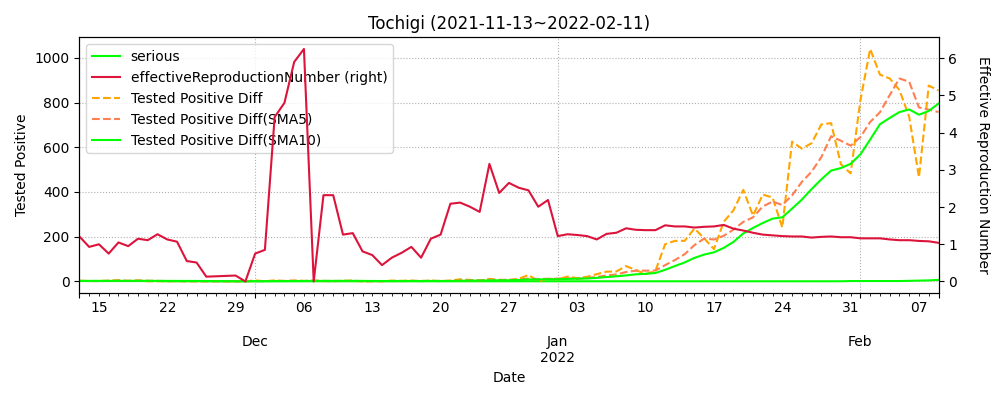 Tochigi (2021-11-13~2022-02-11)
serious
effectiveReproductionNumber (right)
Tested Positive Diff
Tested Positive Diff(SMA5)
Tested Positive Diff(SMA10)
Tested Positive
1000
800
600
400
200
0
Effective Reproduction Number
6
5
4
3
2
1
0
15 22 29 06 13 20 27 03 10 17 24 31 07
Dec Jan Feb
2022
Date